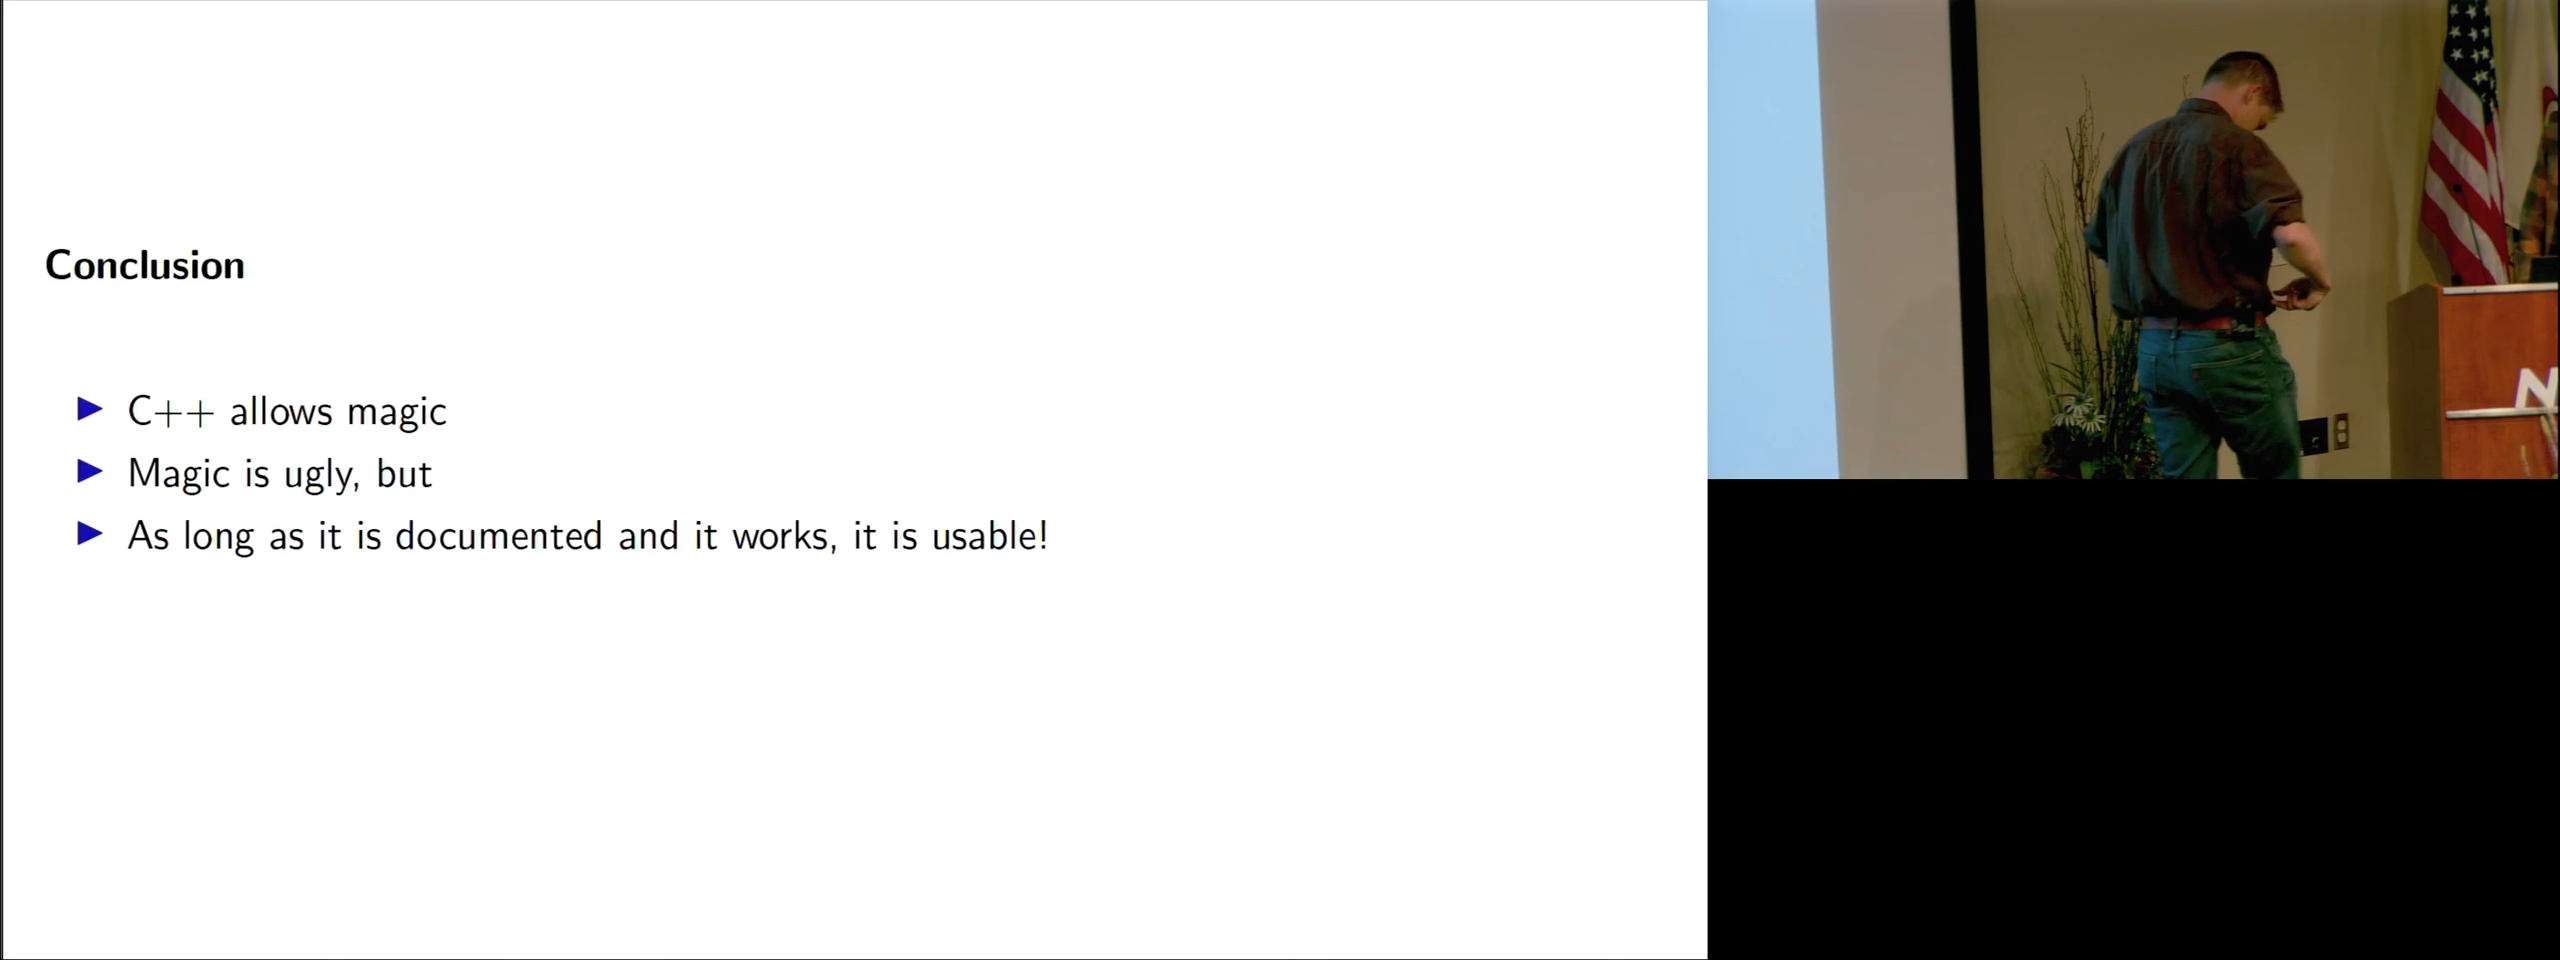 Conclusion
C++ allows magic
Magic is ugly, but
As long as it is documented and it works, it is usable!
N